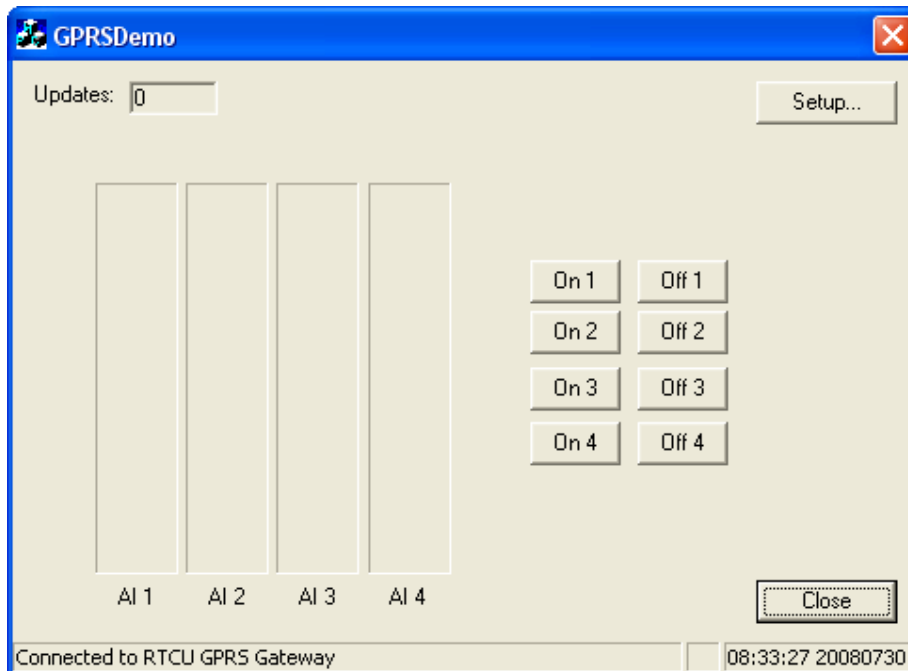 GPRSDemo
Updates: 0
Setup...
On 1 Off 1
On 2 Off 2
On 3 Off 3
On 4 Off 4
AI 1 AI 2 AI 3 AI 4
Close
Connected to RTCU GPRS Gateway 08:33:27 20080730